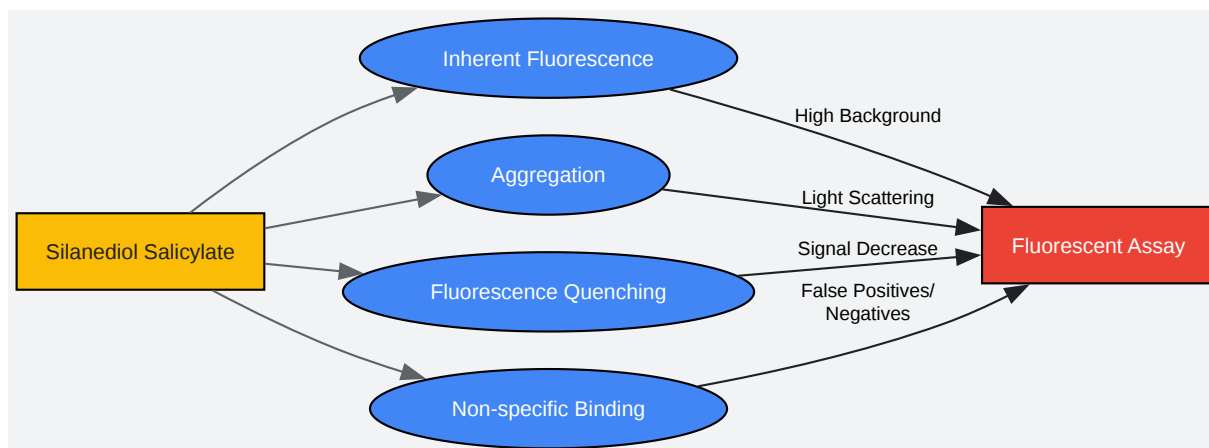 Inherent Fluorescence
High Background
Aggregation
Light Scattering
Silanediol Salicylate
Fluorescent Assay
Signal Decrease
Fluorescence Quenching
False Positives/
Negatives
Non-specific Binding